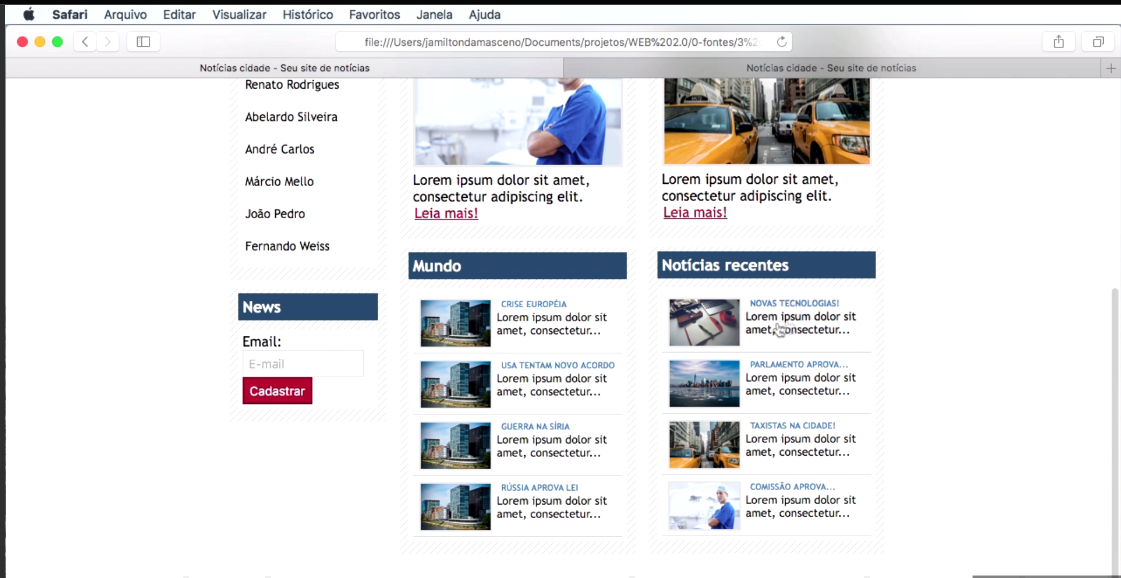 Safari Arquivo Editar Visualizar Histórico Favoritos Janela Ajuda
file:///Users/jamiltondamasceno/Documents/projetos/WEB%202.0/0-fontes/3%2
Notícias cidade - Seu site de notícias
Notícias cidade - Seu site de notícias
Renato Rodrigues
Abelardo Silveira
André Carlos
Márcio Mello
João Pedro
Fernando Weiss
News
Email:
E-mail
Cadastrar
Lorem ipsum dolor sit amet,
consectetur adipiscing elit.
Leia mais!
Lorem ipsum dolor sit amet,
consectetur adipiscing elit.
Leia mais!
Mundo
CRISE EUROPÉIA
Lorem ipsum dolor sit
amet, consectetur...
USA TENTAM NOVO ACORDO
Lorem ipsum dolor sit
amet, consectetur...
GUERRA NA SÍRIA
Lorem ipsum dolor sit
amet, consectetur...
RÚSSIA APROVA LEI
Lorem ipsum dolor sit
amet, consectetur...
Notícias recentes
NOVAS TECNOLOGIAS!
Lorem ipsum dolor sit
amet, consectetur...
PARLAMENTO APROVA...
Lorem ipsum dolor sit
amet, consectetur...
TAXISTAS NA CIDADE!
Lorem ipsum dolor sit
amet, consectetur...
COMISSÃO APROVA...
Lorem ipsum dolor sit
amet, consectetur...